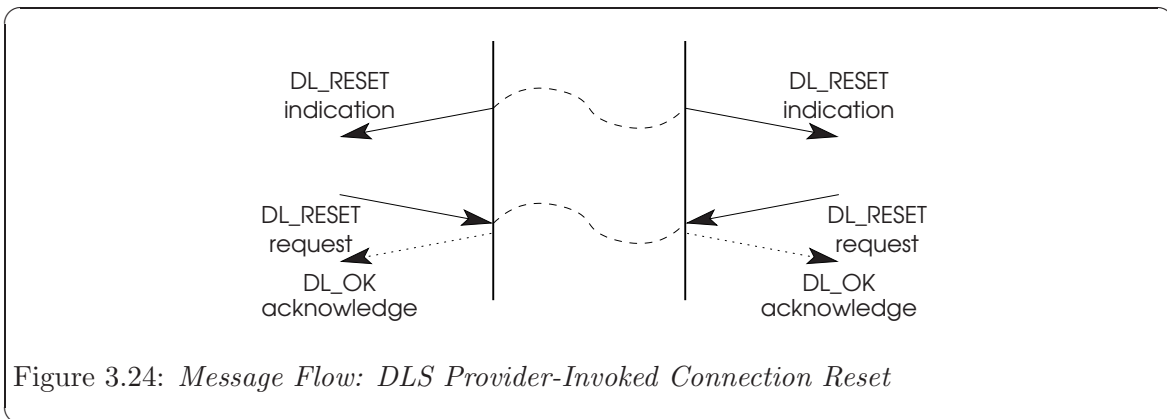 DL_RESET
indication
DL_RESET
indication
DL_RESET
request
DL_RESET
request
DL_OK
acknowledge
DL_OK
acknowledge
Figure 3.24: Message Flow: DLS Provider-Invoked Connection Reset